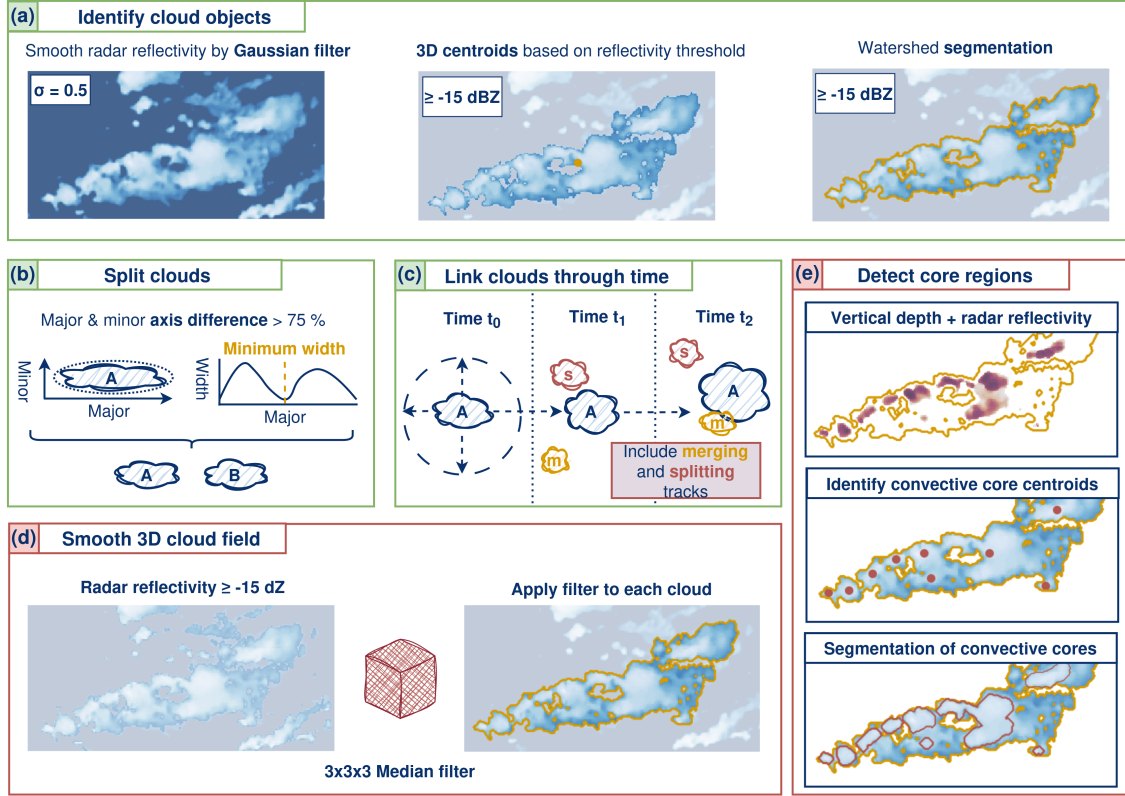 (a) Identify cloud objects
Smooth radar reflectivity by Gaussian filter
σ = 0.5
3D centroids based on reflectivity threshold
≥ -15 dBZ
Watershed segmentation
≥ -15 dBZ
(b) Split clouds
Major & minor axis difference > 75 %
Minor
A
Major
Width
Minimum width
Major
A
B
(c) Link clouds through time
Time t₀
Time t₁
Time t₂
A
s
A
m
s
A
m
Include merging
and splitting
tracks
(d) Smooth 3D cloud field
Radar reflectivity ≥ -15 dZ
Apply filter to each cloud
3x3x3 Median filter
(e) Detect core regions
Vertical depth + radar reflectivity
Identify convective core centroids
Segmentation of convective cores